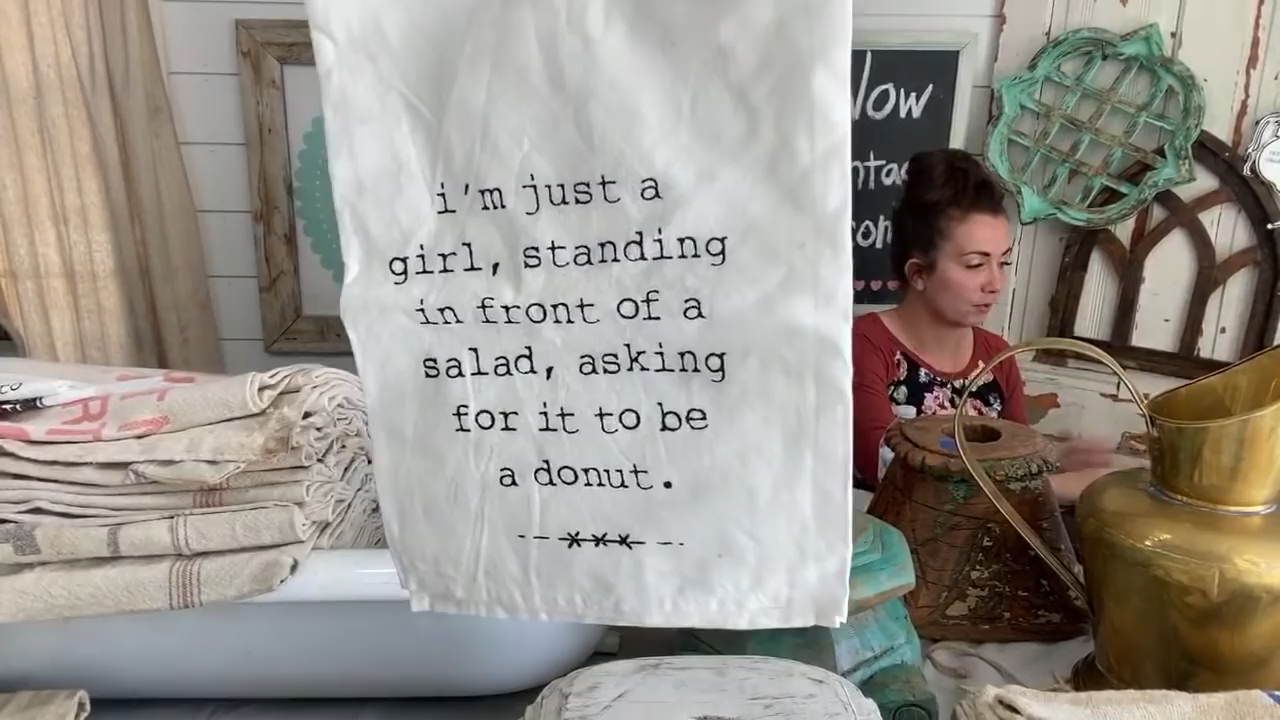 i'm just a
girl, standing
in front of a
salad, asking
for it to be
a donut.